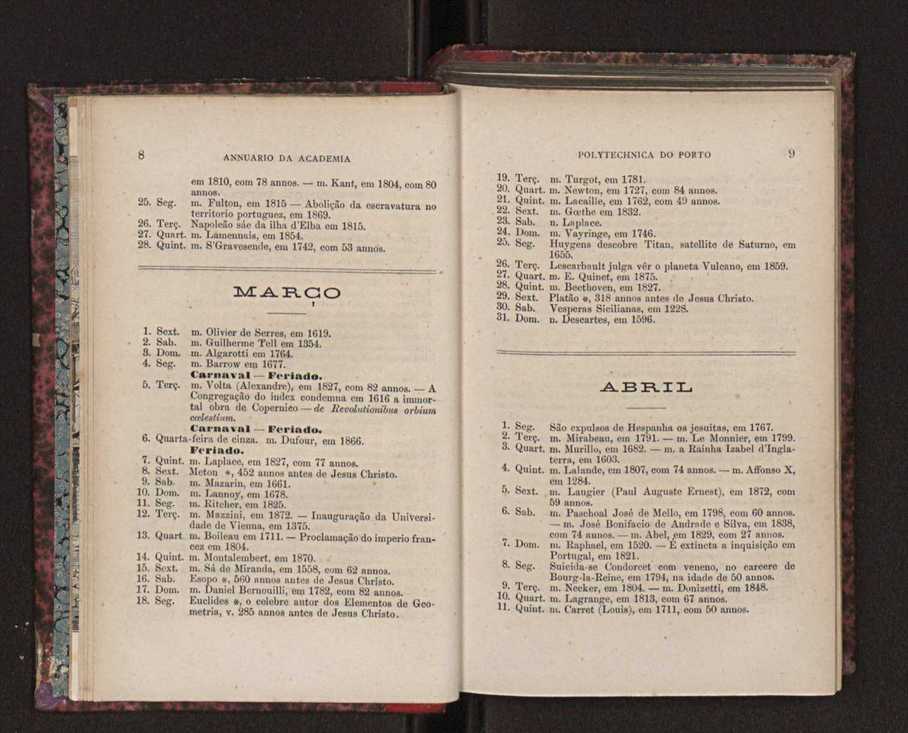 8
ANNUARIO DA ACADEMIA
em 1810, com 78 annos. — m. Kant, em 1804, com 80
annos.
25. Seg. m. Fulton, em 1815 — Abolição da escravatura no
territorio portuguez, em 1869.
26. Terç. Napoleão sáe da ilha d'Elba em 1815.
27. Quart. m. Lamennais, em 1854.
28. Quint. m. S'Gravesende, em 1742, com 53 annos.
MARÇO
1. Sext. m. Olivier de Serres, em 1619.
2. Sab. m. Guilherme Tell em 1354.
3. Dom. m. Algarotti em 1764.
4. Seg. m. Barrow em 1677.
Carnaval — Feriado.
5. Terç. m. Volta (Alexandre), em 1827, com 82 annos. — A
Congregação do index condemna em 1616 a immor-
tal obra de Copernico — de Revolutionibus orbium
cœlestium.
Carnaval — Feriado.
6. Quarta-feira de cinza. m. Dufour, em 1866.
Feriado.
7. Quint. m. Laplace, em 1827, com 77 annos.
8. Sext. Meton *, 452 annos antes de Jesus Christo.
9. Sab. m. Mazarin, em 1661.
10. Dom. m. Lannoy, em 1678.
11. Seg. m. Ritcher, em 1825.
12. Terç. m. Mazzini, em 1872. — Inauguração da Universi-
dade de Vienna, em 1375.
13. Quart m. Boileau em 1711. — Proclamação do imperio fran-
cez em 1804.
14. Quint. m. Montalembert, em 1870.
15. Sext. m. Sá de Miranda, em 1558, com 62 annos.
16. Sab. Esopo *, 560 annos antes de Jesus Christo.
17. Dom. m. Daniel Bernouilli, em 1782, com 82 annos.
18. Seg. Euclides *, o celebre autor dos Elementos de Geo-
metria, v. 285 annos antes de Jesus Christo.
POLYTECHNICA DO PORTO
9
19. Terç. m. Turgot, em 1781.
20. Quart. m. Newton, em 1727, com 84 annos.
21. Quint. m. Lacaille, em 1762, com 49 annos.
22. Sext. m. Gœthe em 1832.
23. Sab. n. Laplace.
24. Dom. m. Vayringe, em 1746.
25. Seg. Huygens descobre Titan, satellite de Saturno, em
1655.
26. Terç. Lescarbault julga vêr o planeta Vulcano, em 1859.
27. Quart. m. E. Quinet, em 1875.
28. Quint. m. Beethoven, em 1827.
29. Sext. Platão *, 318 annos antes de Jesus Christo.
30. Sab. Vesperas Sicilianas, em 1228.
31. Dom. n. Descartes, em 1596.
ABRIL
1. Seg. São expulsos de Hespanha os jesuitas, em 1767.
2. Terç. m. Mirabeau, em 1791. — m. Le Monnier, em 1799.
3. Quart. m. Murillo, em 1682. — m. a Rainha Izabel d'Ingla-
terra, em 1603.
4. Quint. m. Lalande, em 1807, com 74 annos. — m. Affonso X,
em 1284.
5. Sext. m. Laugier (Paul Auguste Ernest), em 1872, com
59 annos.
6. Sab. m. Paschoal José de Mello, em 1798, com 60 annos.
— m. José Bonifacio de Andrade e Silva, em 1838,
com 74 annos. — m. Abel, em 1829, com 27 annos.
7. Dom. m. Raphael, em 1520. — É extincta a inquisição em
Portugal, em 1821.
8. Seg. Suicida-se Condorcet com veneno, no carcere de
Bourg-la-Reine, em 1794, na idade de 50 annos.
9. Terç. m. Necker, em 1804. — m. Donizetti, em 1848.
10. Quart. m. Lagrange, em 1813, com 67 annos.
11. Quint. m. Carret (Louis), em 1711, com 50 annos.